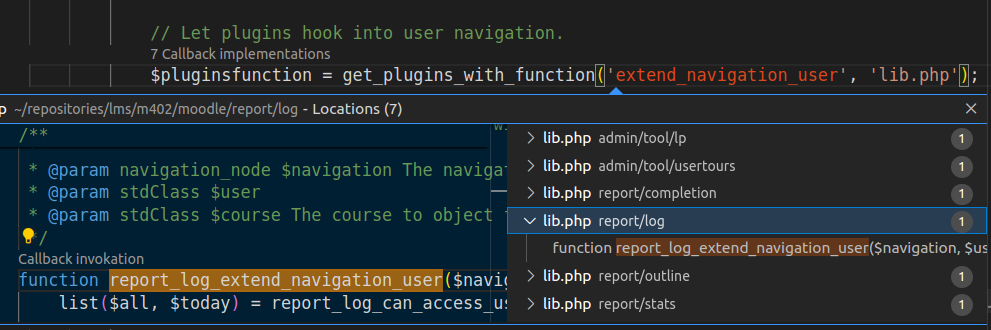 // Let plugins hook into user navigation.
7 Callback implementations
$pluginsfunction = get_plugins_with_function('extend_navigation_user', 'lib.php');
p ~/repositories/lms/m402/moodle/report/log - Locations (7)
/**
* @param navigation_node $navigation The naviga
* @param stdClass $user
* @param stdClass $course The course to object
*/
Callback invokation
function report_log_extend_navigation_user($navig
list($all, $today) = report_log_can_access_us
lib.php admin/tool/lp 1
lib.php admin/tool/usertours 1
lib.php report/completion 1
lib.php report/log 1
function report_log_extend_navigation_user($navigation, $us
lib.php report/outline 1
lib.php report/stats 1